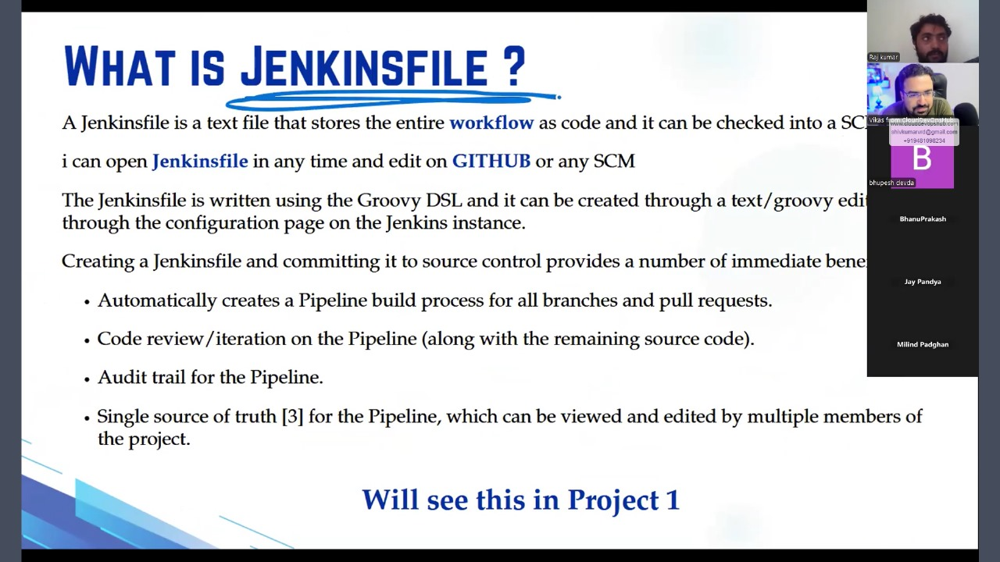 WHAT IS JENKINSFILE ?
A Jenkinsfile is a text file that stores the entire workflow as code and it can be checked into a
i can open Jenkinsfile in any time and edit on GITHUB or any SCM
The Jenkinsfile is written using the Groovy DSL and it can be created through a text/groovy
through the configuration page on the Jenkins instance.
Creating a Jenkinsfile and committing it to source control provides a number of immediate
• Automatically creates a Pipeline build process for all branches and pull requests.
• Code review/iteration on the Pipeline (along with the remaining source code).
• Audit trail for the Pipeline.
• Single source of truth [3] for the Pipeline, which can be viewed and edited by multiple members of
the project.
Will see this in Project 1
Raj kumar
Vikas from CloudDevOpsHub
www.clouddevopshub.com
shivkumarvrd@gmail.com
+919481098234
B
bhupesh devda
BhanuPrakash
Jay Pandya
Milind Padghan